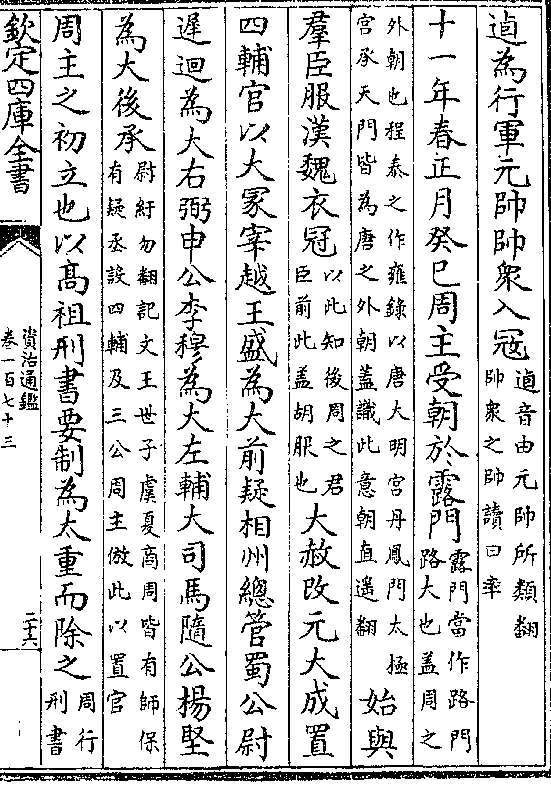 逌為行軍元帥帥衆入冦逌音由元帥所類翻帥衆之帥讀曰率
十一年春正月癸巳周主受朝於露門露門當作路門路大也盖周之
外朝也程泰之作雍錄以唐大明宫丹鳳門太極宫承天門皆為唐之外朝盖識此意朝直遥翻始與
羣臣服漢魏衣冠以此知後周之君臣前此盖胡服也大赦改元大成置
四輔官以大冢宰越王盛為大前疑相州總管蜀公尉
遲迥為大右弼申公李穆為大左輔大司馬隨公楊堅
為大後承尉紆勿翻記文王世子虞夏商周皆有師保有疑丞設四輔及三公周主倣此以置官
周主之初立也以髙祖刑書要制為太重而除之周行刑書
欽定四庫全書
資治通鑑
卷一百七十三
二十六